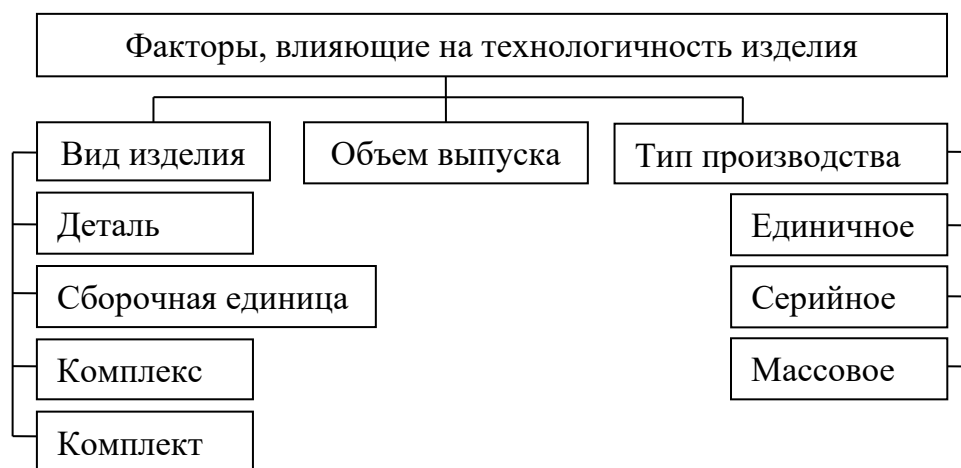 Факторы, влияющие на технологичность изделия
Вид изделия
Объем выпуска
Тип производства
Деталь
Единичное
Сборочная единица
Серийное
Комплекс
Массовое
Комплект